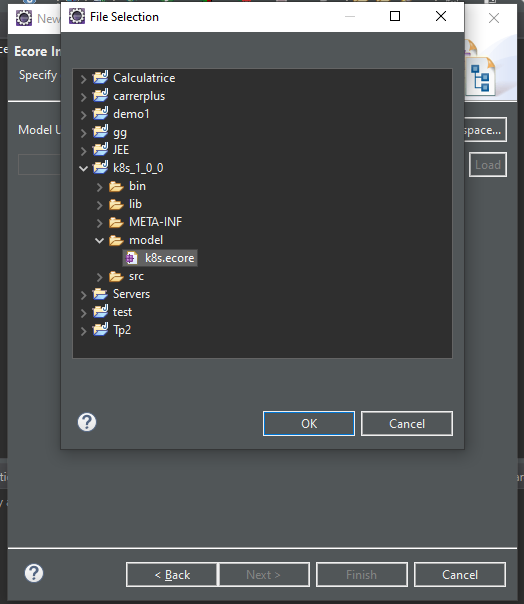 New
File Selection
Ecore In
Specify
Model U
space...
Load
Calculatrice
carrerplus
demo1
gg
JEE
k8s_1_0_0
bin
lib
META-INF
model
k8s.ecore
src
Servers
test
Tp2
OK
Cancel
< Back
Next >
Finish
Cancel